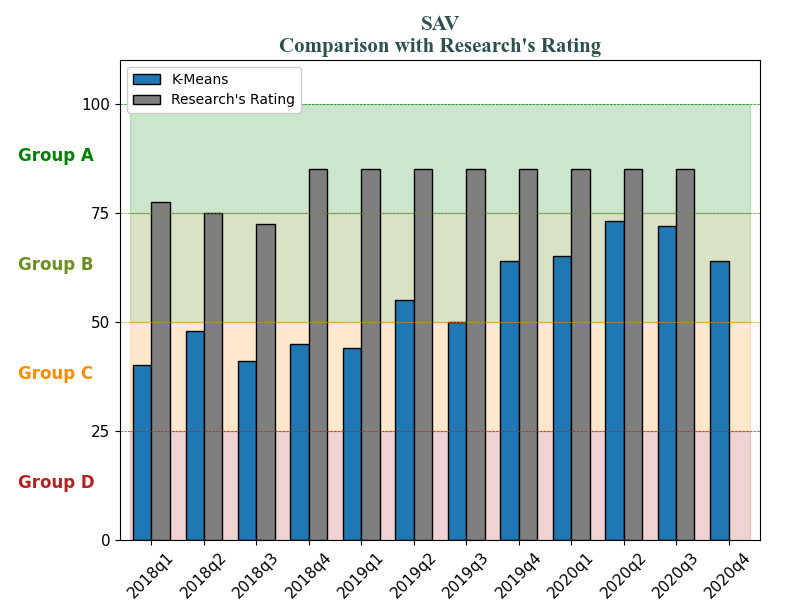 SAV
Comparison with Research's Rating
K-Means
Research's Rating
100
Group A
75
Group B
50
Group C
25
Group D
0
2018q1
2018q2
2018q3
2018q4
2019q1
2019q2
2019q3
2019q4
2020q1
2020q2
2020q3
2020q4